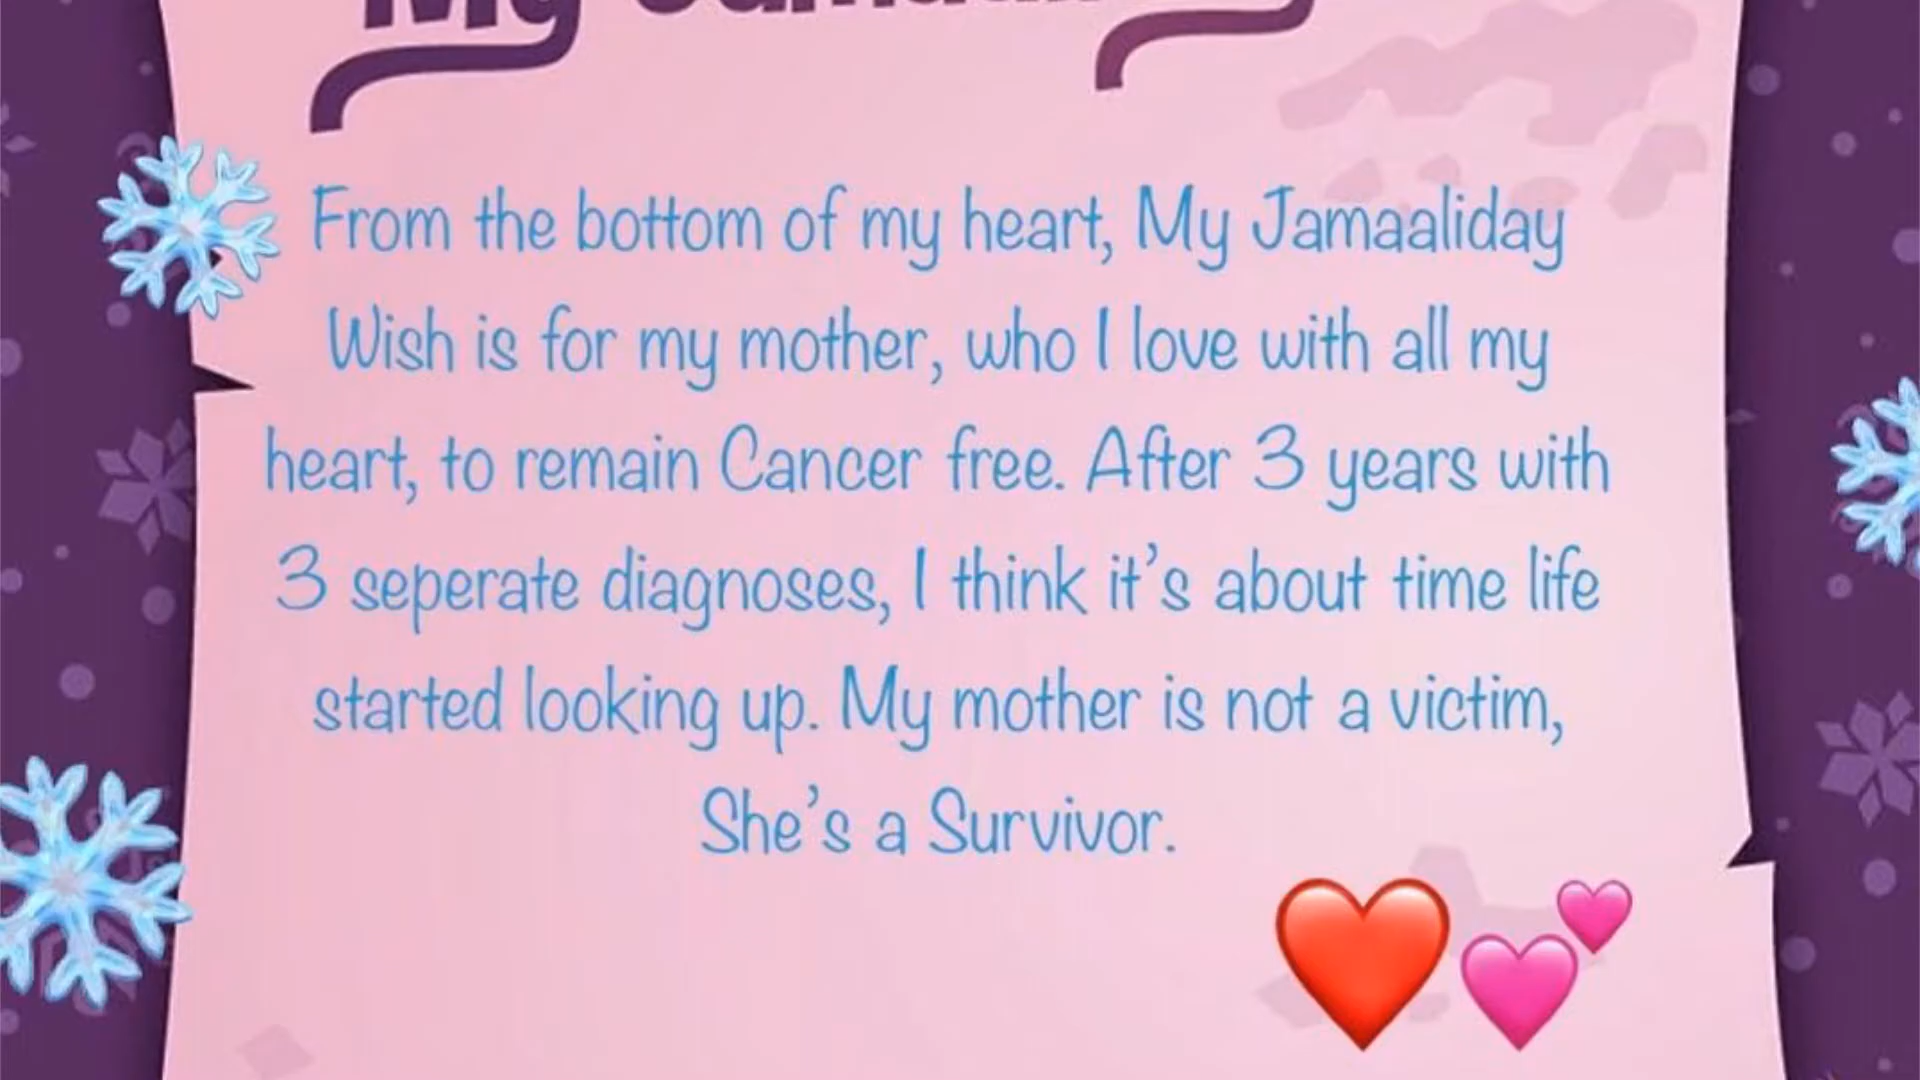 My
From the bottom of my heart, My Jamaaliday
Wish is for my mother, who I love with all my
heart, to remain Cancer free. After 3 years with
3 seperate diagnoses, I think it's about time life
started looking up. My mother is not a victim,
She's a Survivor.